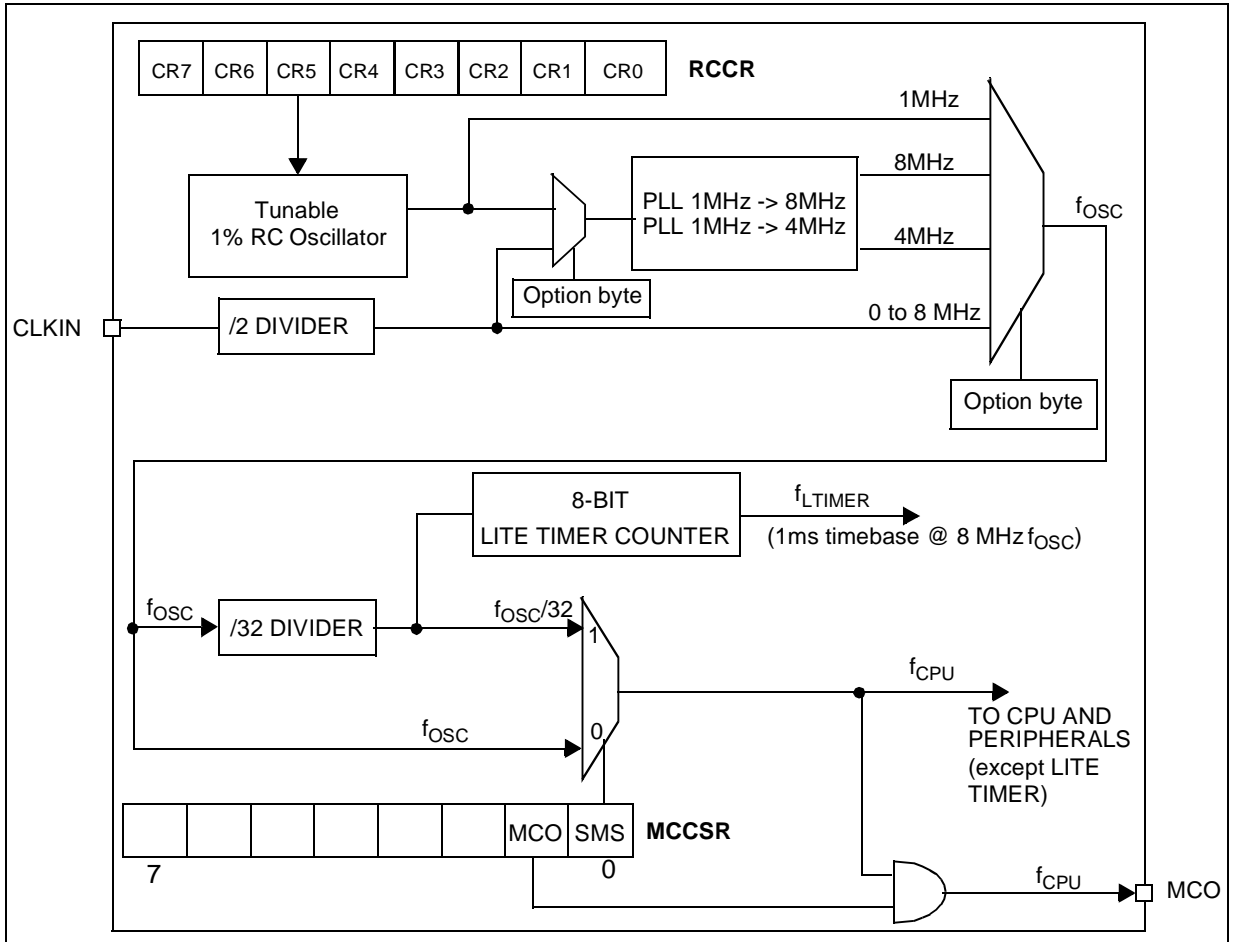 CR7 CR6 CR5 CR4 CR3 CR2 CR1 CR0 RCCR
1MHz
8MHz
Tunable
1% RC Oscillator
PLL 1MHz -> 8MHz
PLL 1MHz -> 4MHz
fOSC
4MHz
Option byte
CLKIN
/2 DIVIDER
0 to 8 MHz
Option byte
8-BIT
LITE TIMER COUNTER
fLTIMER
(1ms timebase @ 8 MHz fOSC)
fOSC
/32 DIVIDER
fOSC/32
1
fCPU
TO CPU AND
PERIPHERALS
(except LITE
TIMER)
fOSC
0
MCO SMS MCCSR
7 0
fCPU
MCO